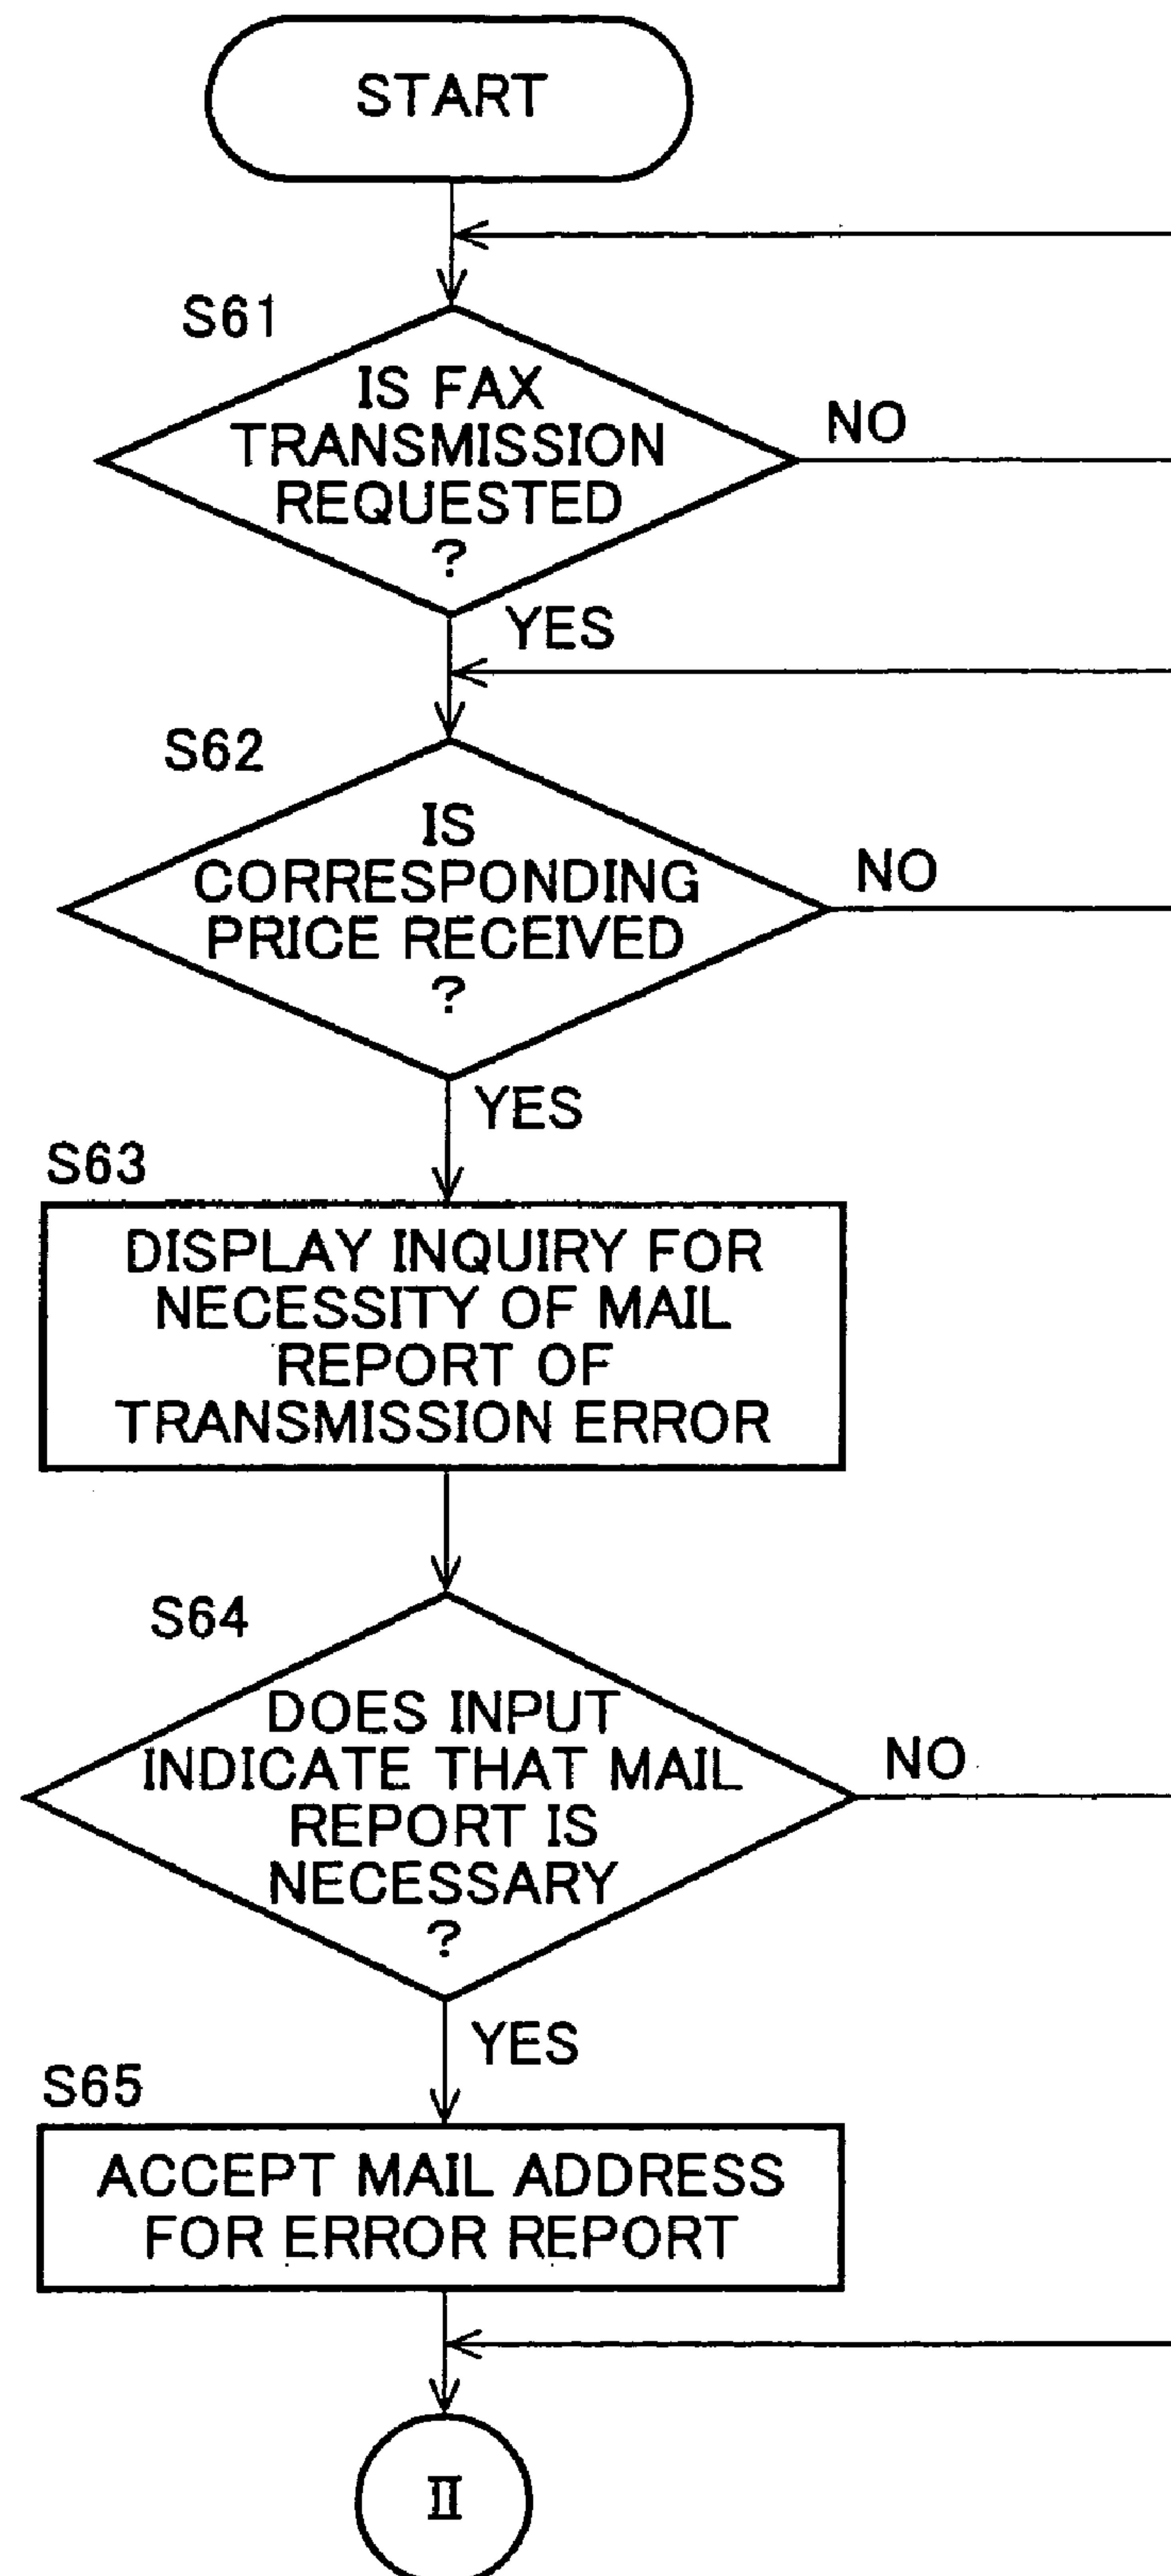 START
S61
IS FAX
TRANSMISSION
REQUESTED
?
NO
YES
S62
IS
CORRESPONDING
PRICE RECEIVED
?
NO
YES
S63
DISPLAY INQUIRY FOR
NECESSITY OF MAIL
REPORT OF
TRANSMISSION ERROR
S64
DOES INPUT
INDICATE THAT MAIL
REPORT IS
NECESSARY
?
NO
YES
S65
ACCEPT MAIL ADDRESS
FOR ERROR REPORT
II